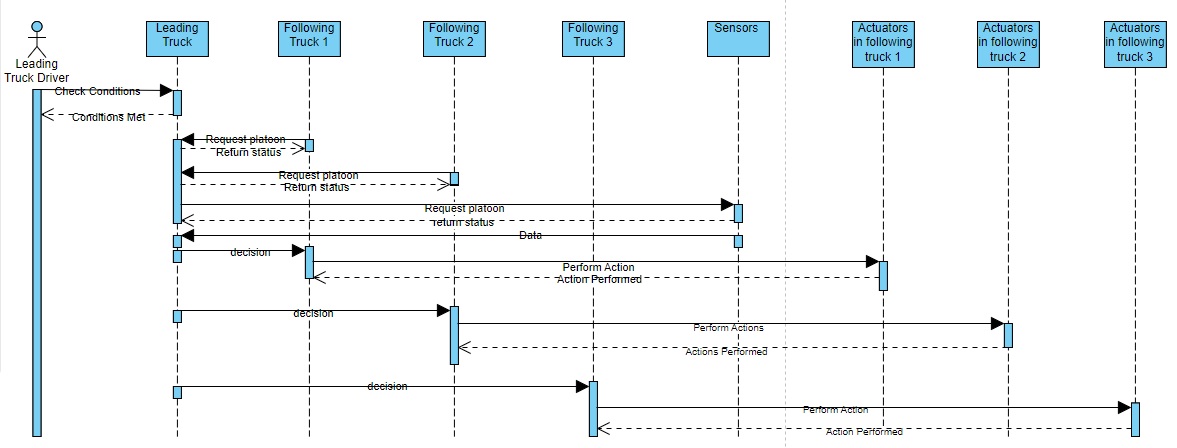 Leading
Truck
Following
Truck 1
Following
Truck 2
Following
Truck 3
Sensors
Actuators
in following
truck 1
Actuators
in following
truck 2
Actuators
in following
truck 3
Leading
Truck Driver
Check Conditions
Conditions Met
Request platoon
Return status
Request platoon
Return status
Request platoon
return status
Data
decision
Perform Action
Action Performed
decision
Perform Actions
Actions Performed
decision
Perform Action
Action Performed